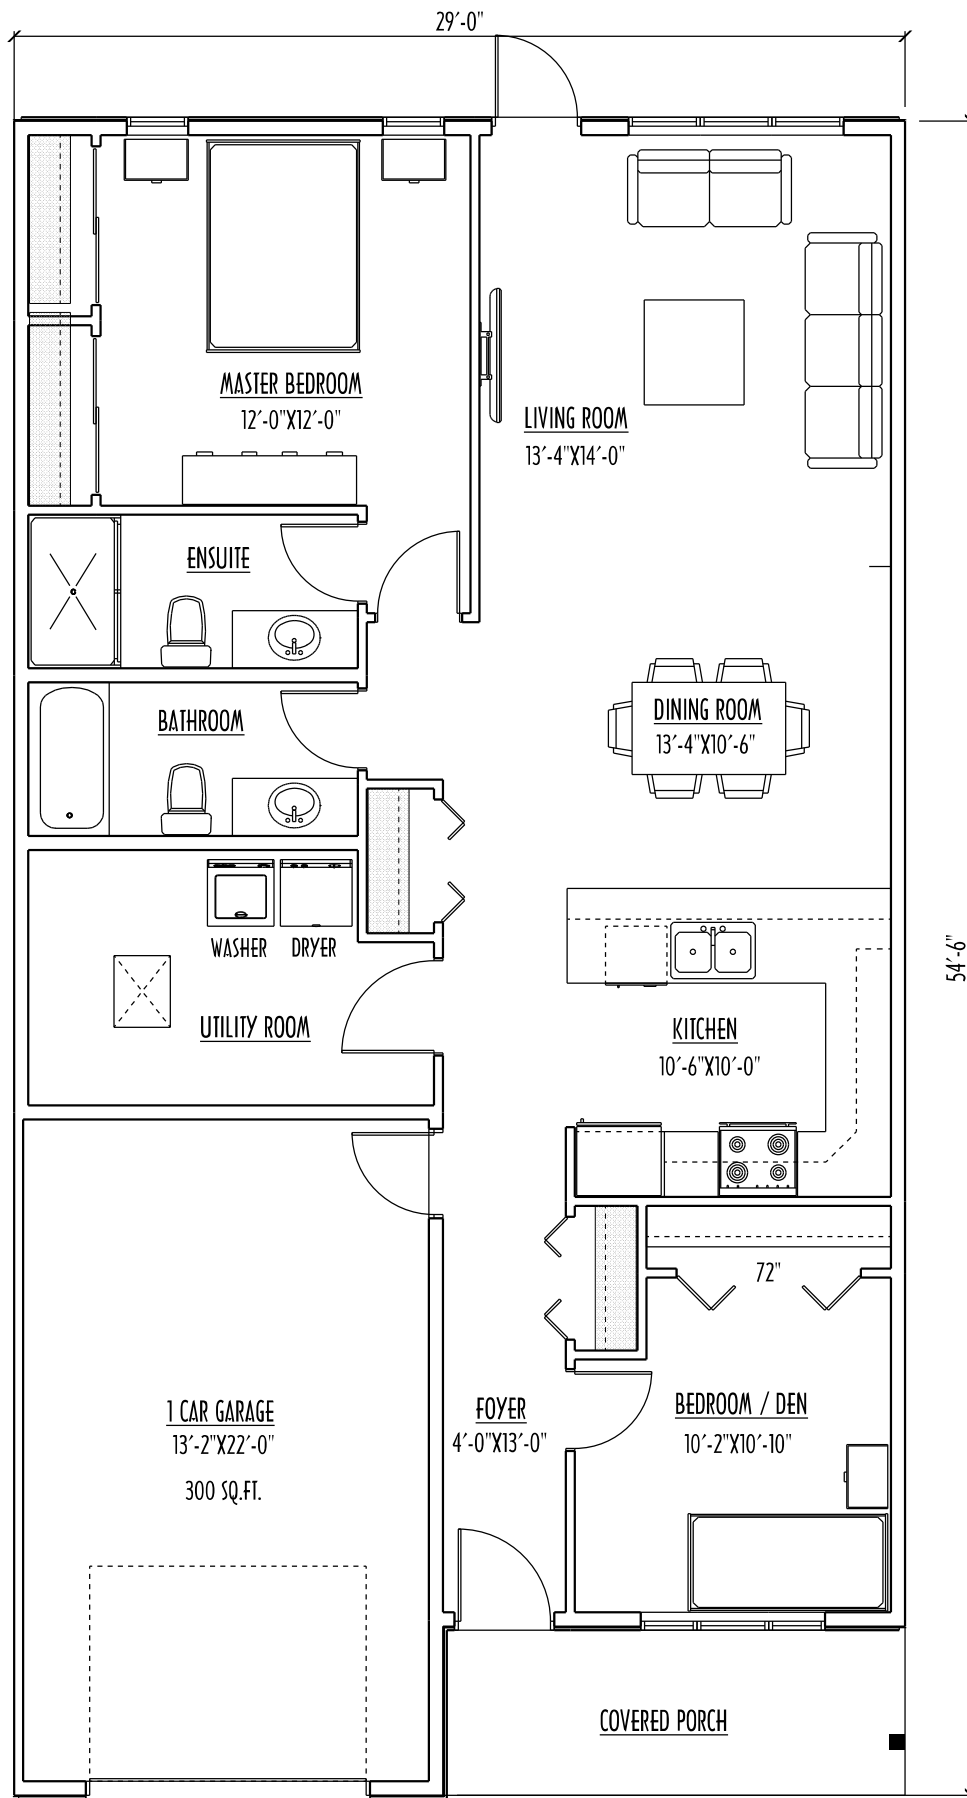 29'-0"
MASTER BEDROOM
12'-0"X12'-0"
LIVING ROOM
13'-4"X14'-0"
ENSUITE
BATHROOM
DINING ROOM
13'-4"X10'-6"
WASHER DRYER
54'-6"
UTILITY ROOM
KITCHEN
10'-6"X10'-0"
72"
1 CAR GARAGE
13'-2"X22'-0"
300 SQ.FT.
FOYER
4'-0"X13'-0"
BEDROOM / DEN
10'-2"X10'-10"
COVERED PORCH